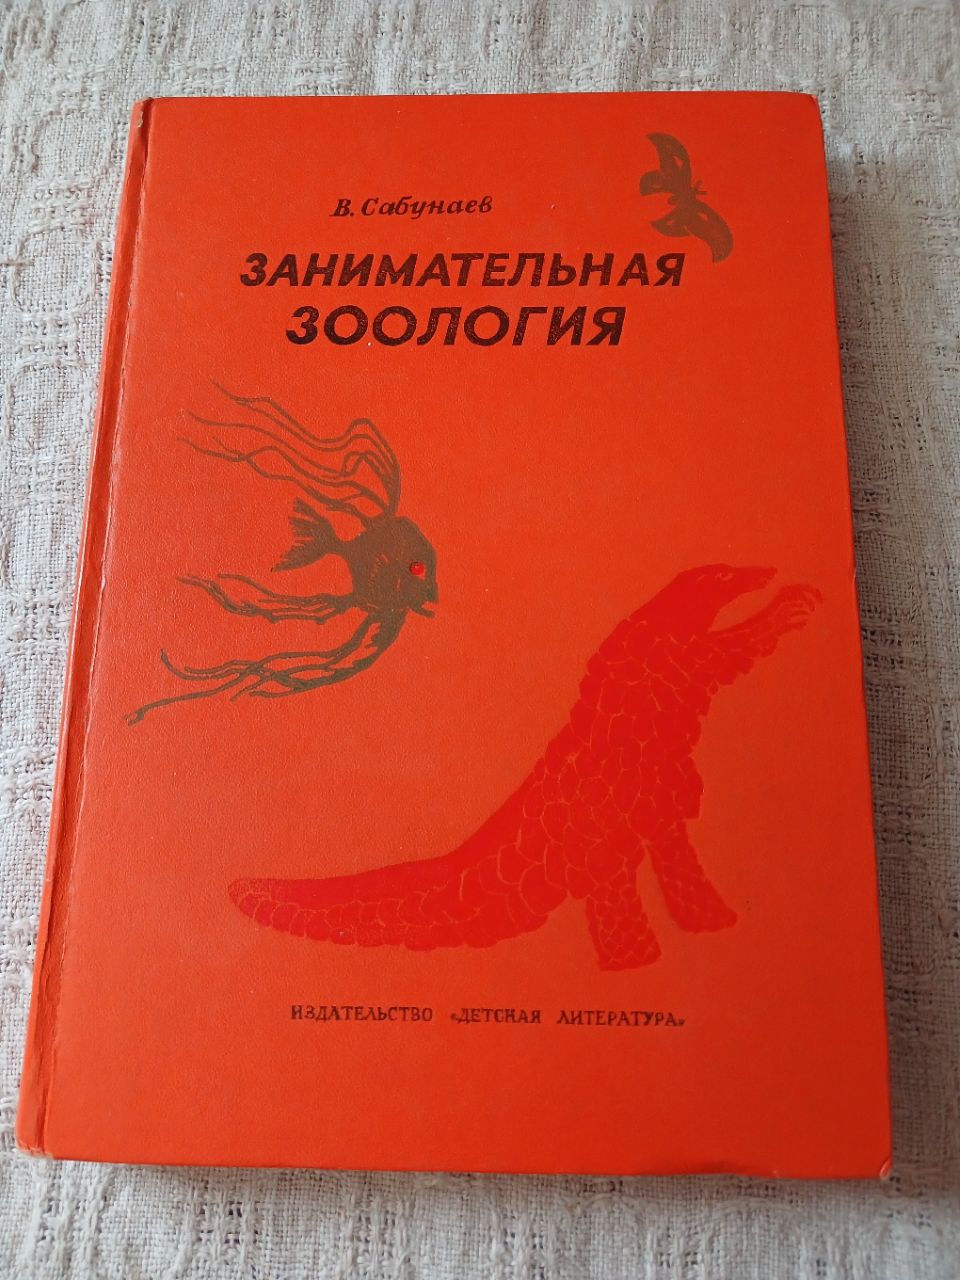 В. Сабунаев
ЗАНИМАТЕЛЬНАЯ
ЗООЛОГИЯ
ИЗДАТЕЛЬСТВО «ДЕТСКАЯ ЛИТЕРАТУРА»